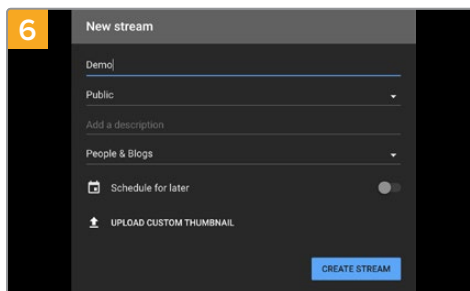 6
New stream
Demo
Public
Add a description
People & Blogs
Schedule for later
UPLOAD CUSTOM THUMBNAIL
CREATE STREAM